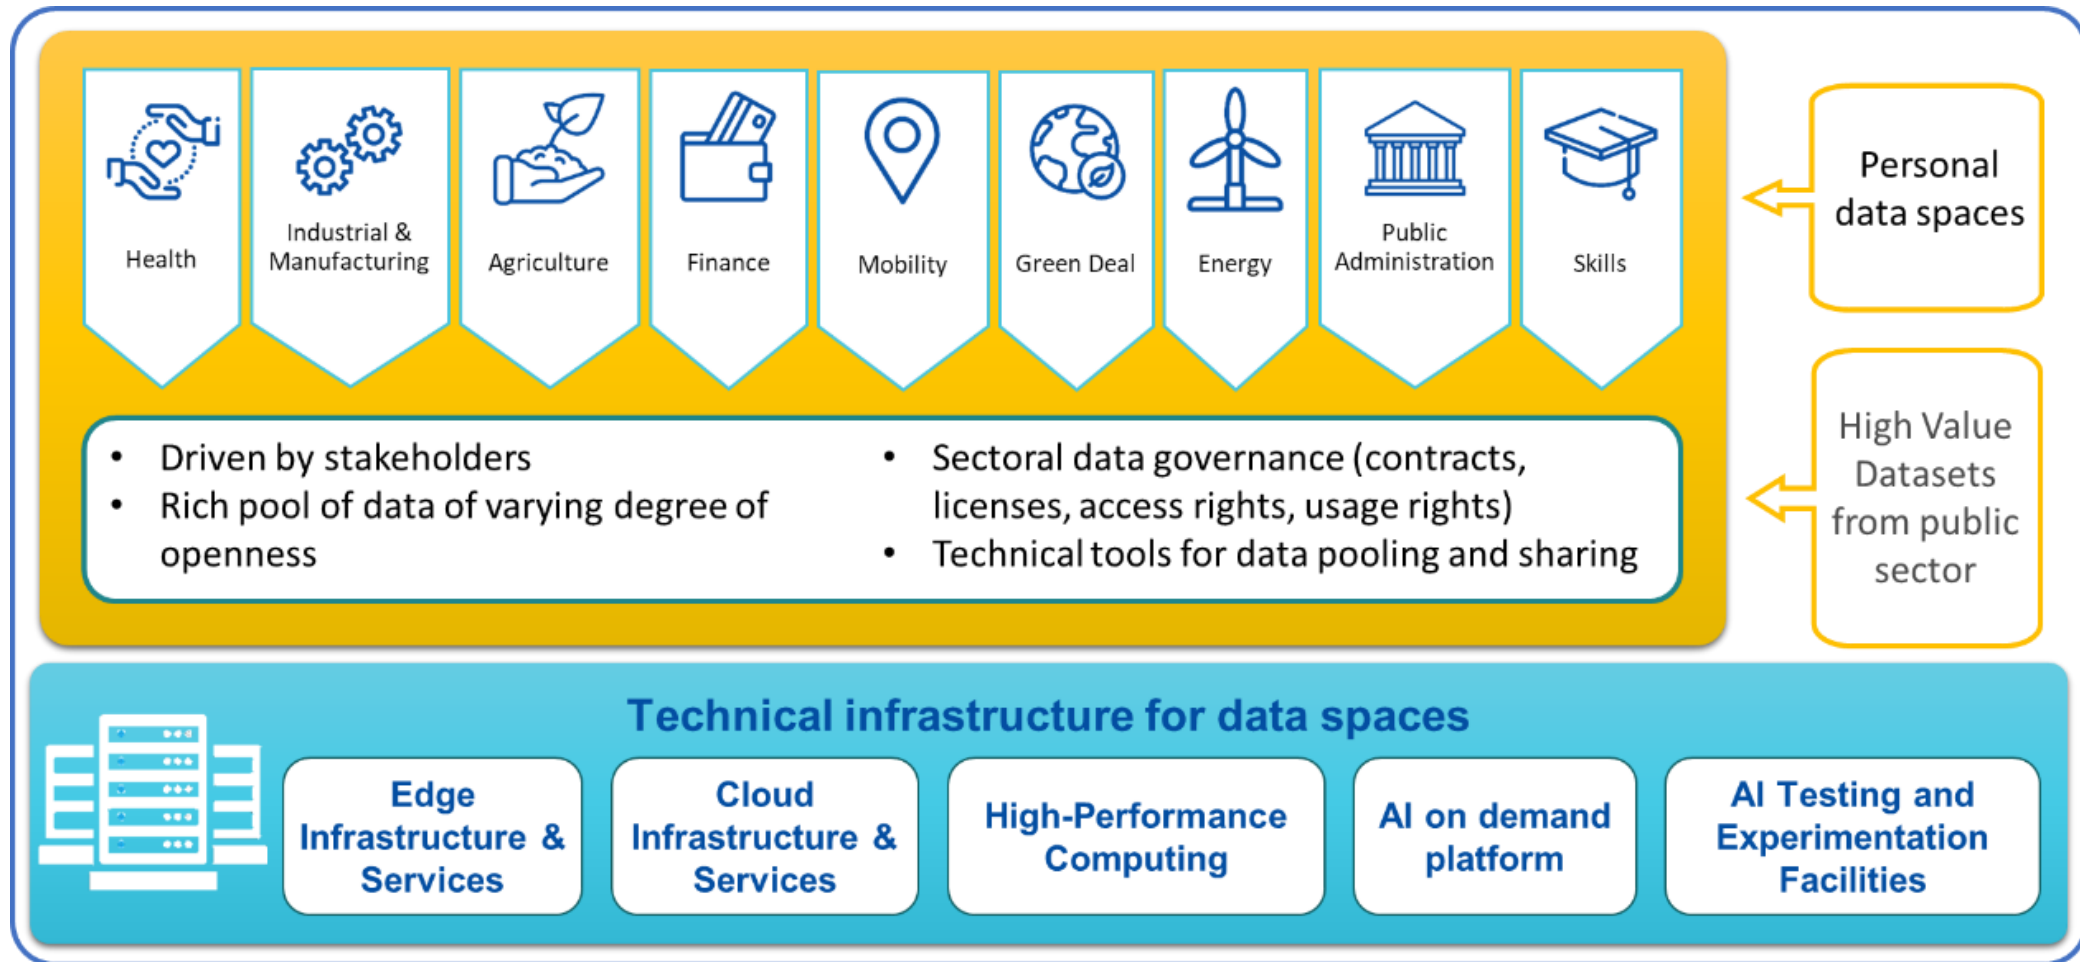 Health
Industrial &
Manufacturing
Agriculture
Finance
Mobility
Green Deal
Energy
Public
Administration
Skills
Personal
data spaces
• Driven by stakeholders
• Rich pool of data of varying degree of
openness
• Sectoral data governance (contracts,
licenses, access rights, usage rights)
• Technical tools for data pooling and sharing
High Value
Datasets
from public
sector
Technical infrastructure for data spaces
Edge
Infrastructure &
Services
Cloud
Infrastructure &
Services
High-Performance
Computing
AI on demand
platform
AI Testing and
Experimentation
Facilities